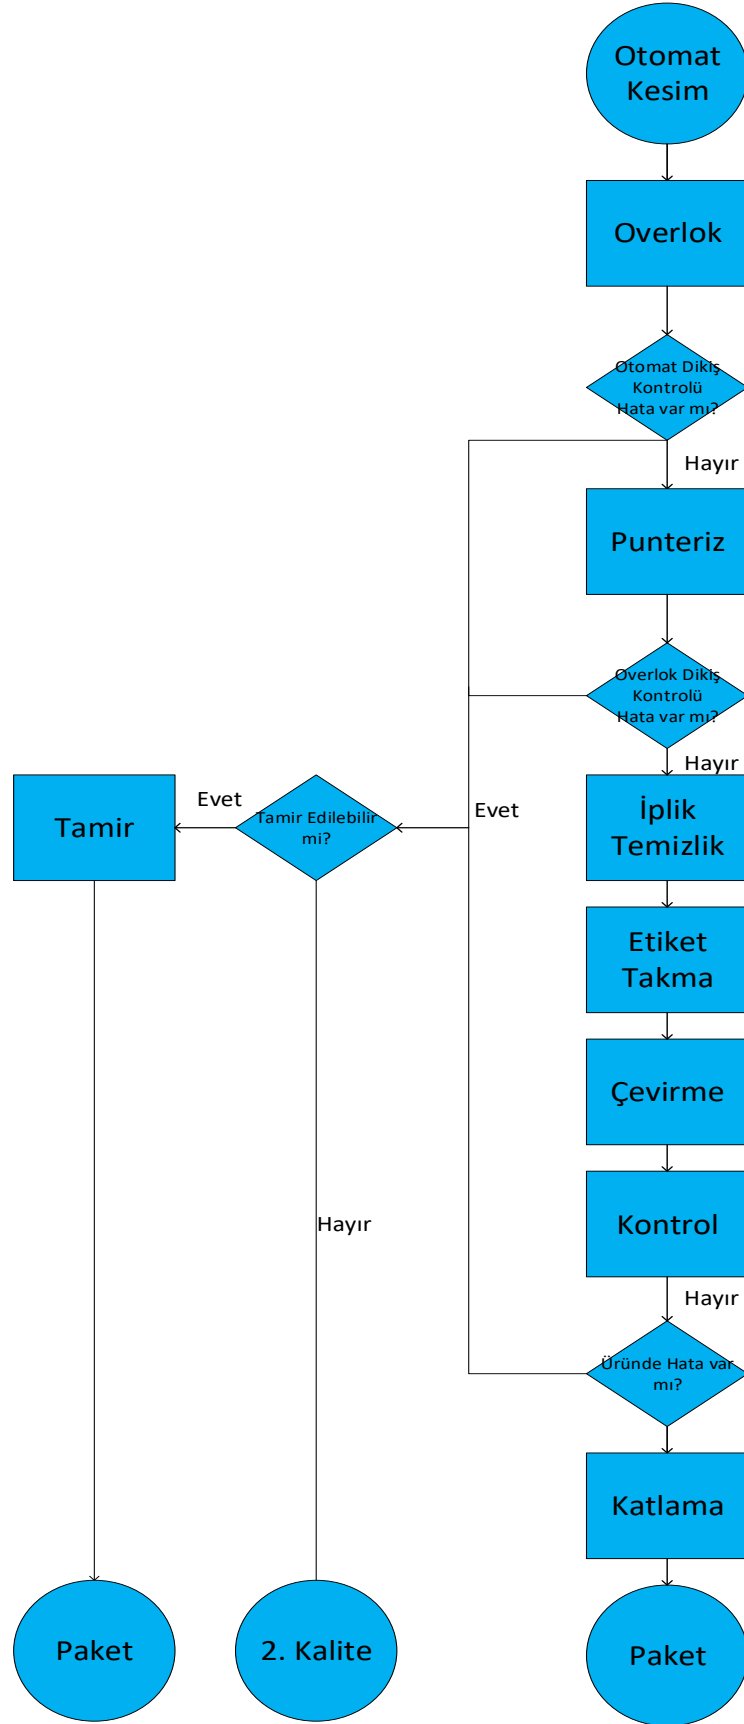 Otomat
Kesim
Overlok
Otomat Dikiş
Kontrolü
Hata var mı?
Hayır
Punteriz
Overlok Dikiş
Kontrolü
Hata var mı?
Hayır
Tamir
Evet
Tamir Edilebilir
mi?
Evet
İplik
Temizlik
Etiket
Takma
Çevirme
Hayır
Kontrol
Hayır
Üründe Hata var
mı?
Katlama
Paket
2. Kalite
Paket